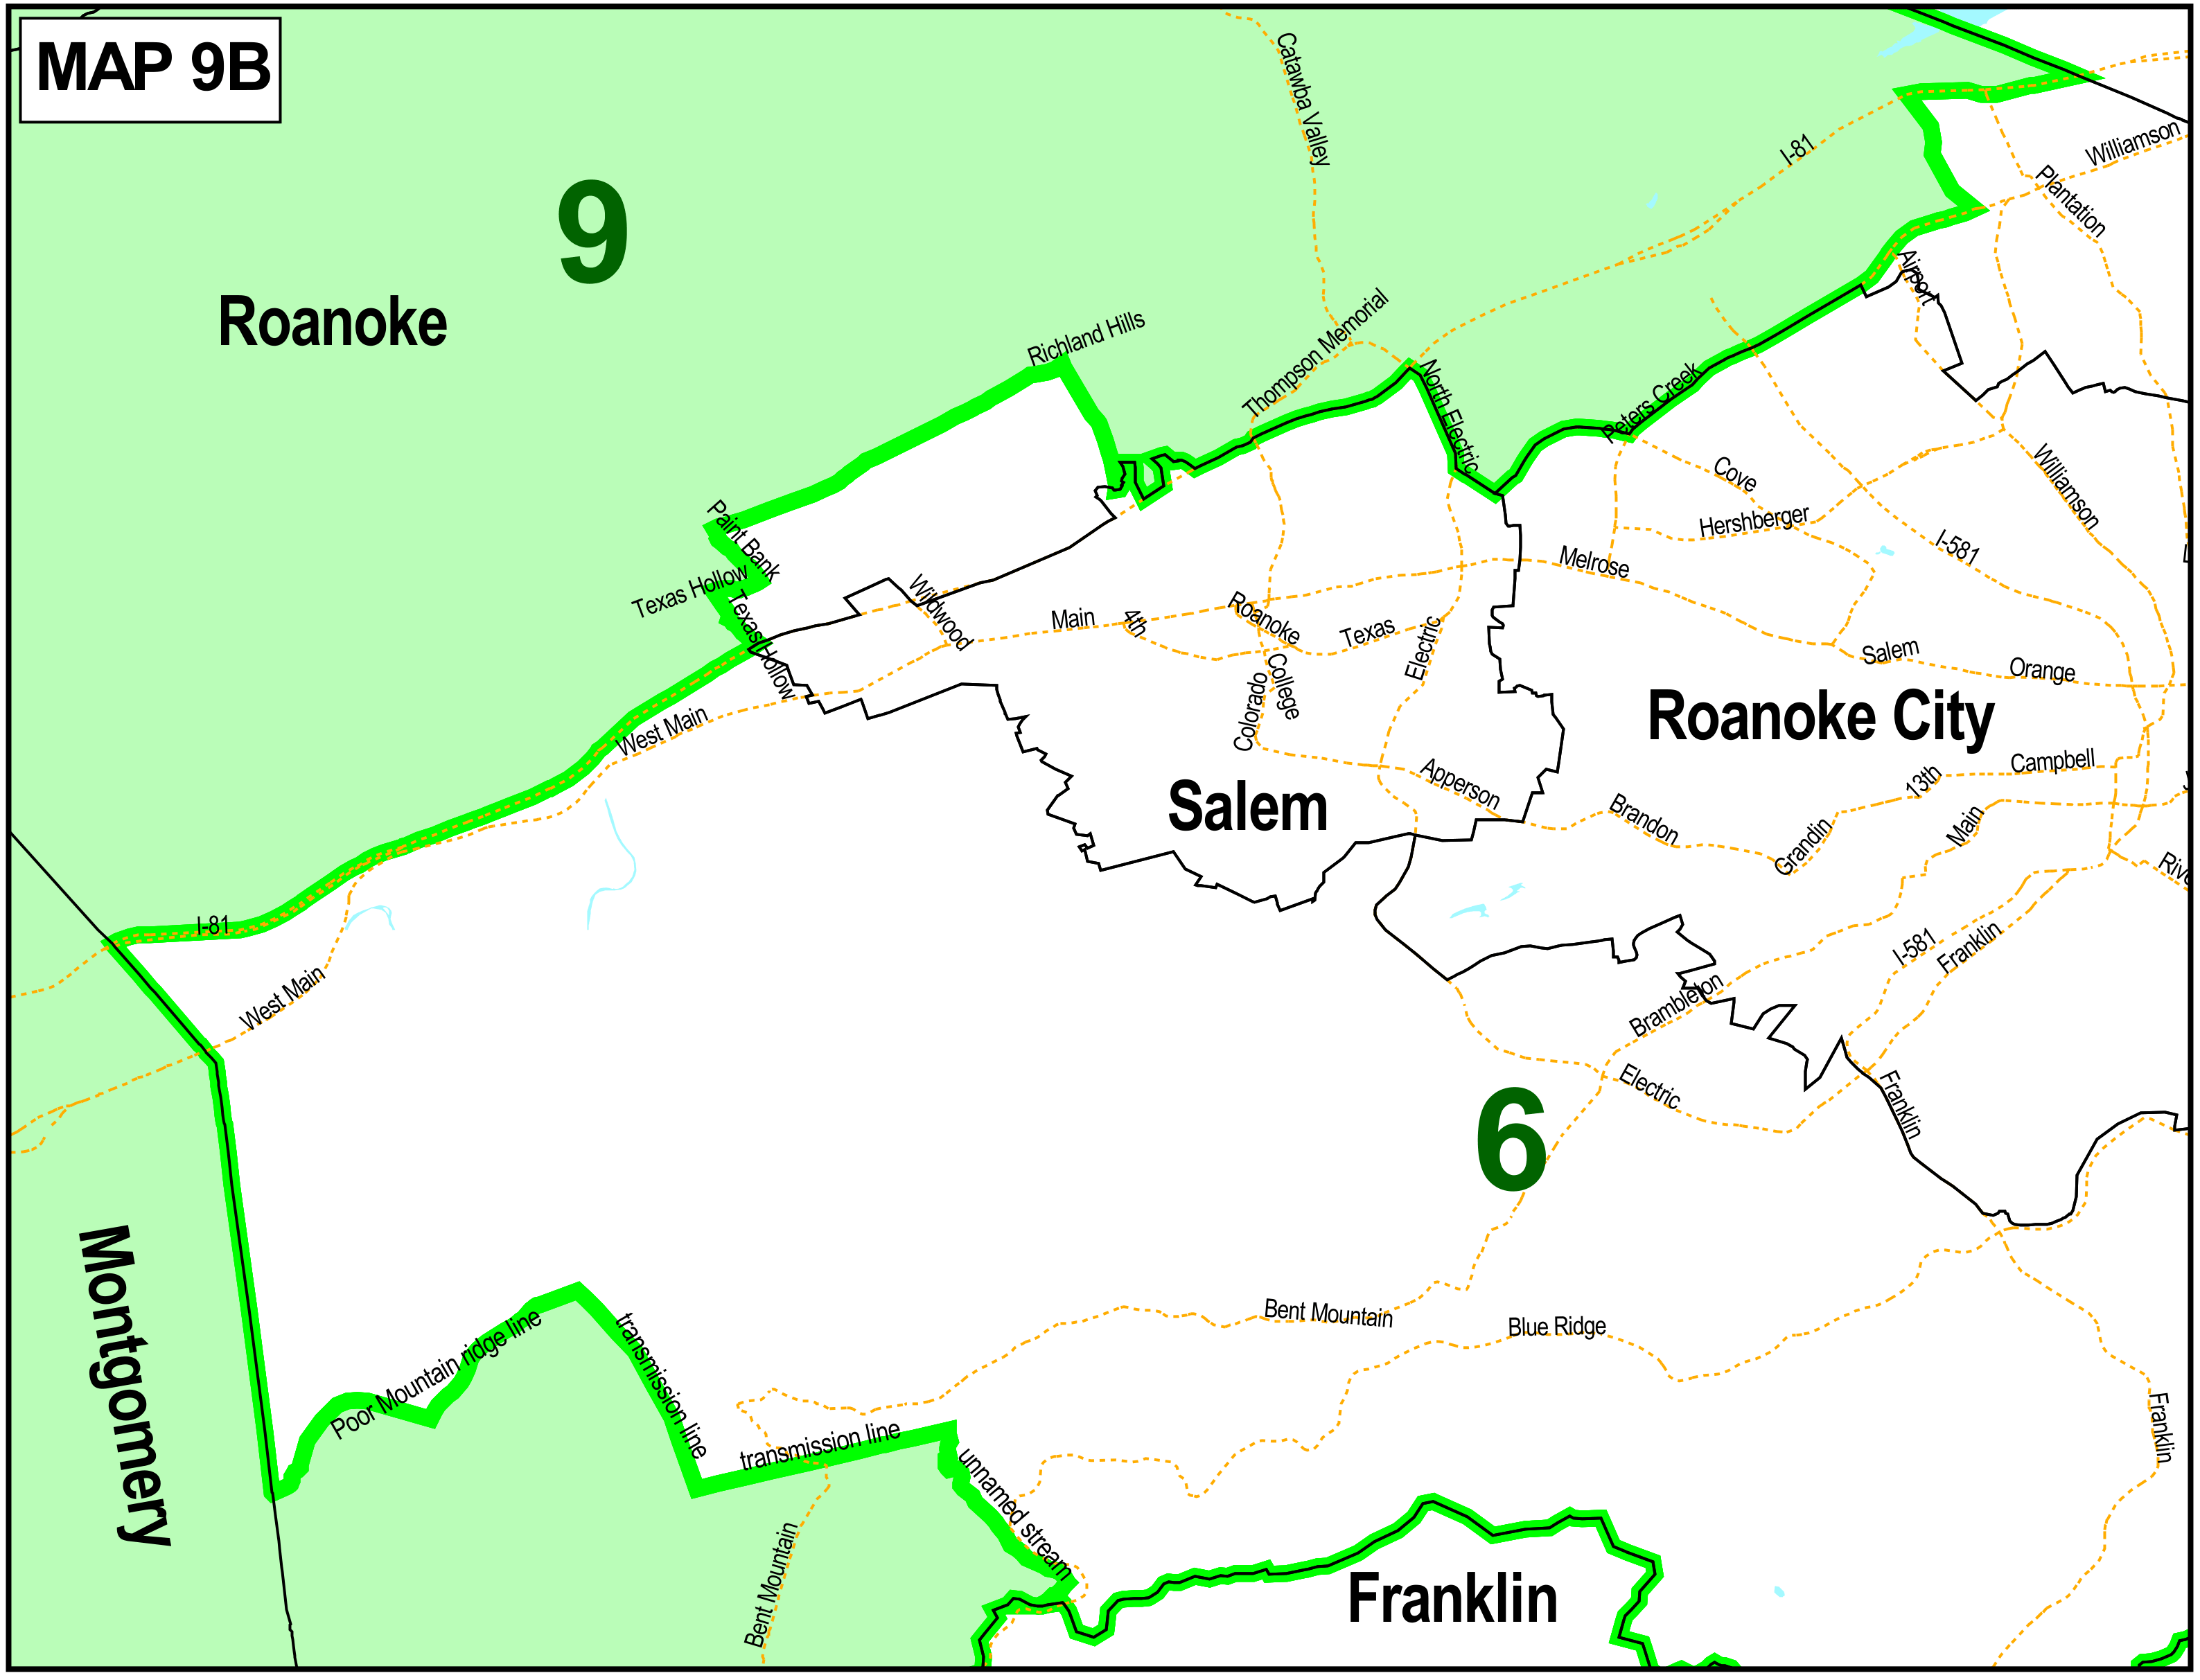 MAP 9B
Catawba Valley
I-81
Williamson
Plantation
9
Roanoke
Airport
Richland Hills
Thompson Memorial
North Electric
Peters Creek
Cove
Hershberger
Williamson
I-581
Paint Bank
Texas Hollow
Texas Hollow
Wildwood
Main
4th
Roanoke
Texas
Electric
Melrose
Salem
Orange
College
Colorado
West Main
Roanoke City
Salem
Apperson
Brandon
Grandin
13th
Campbell
Main
I-81
West Main
I-581
Franklin
Brambleton
Electric
Franklin
6
Montgomery
Bent Mountain
Blue Ridge
Poor Mountain ridge line
transmission line
transmission line
unnamed stream
Bent Mountain
Franklin
Franklin